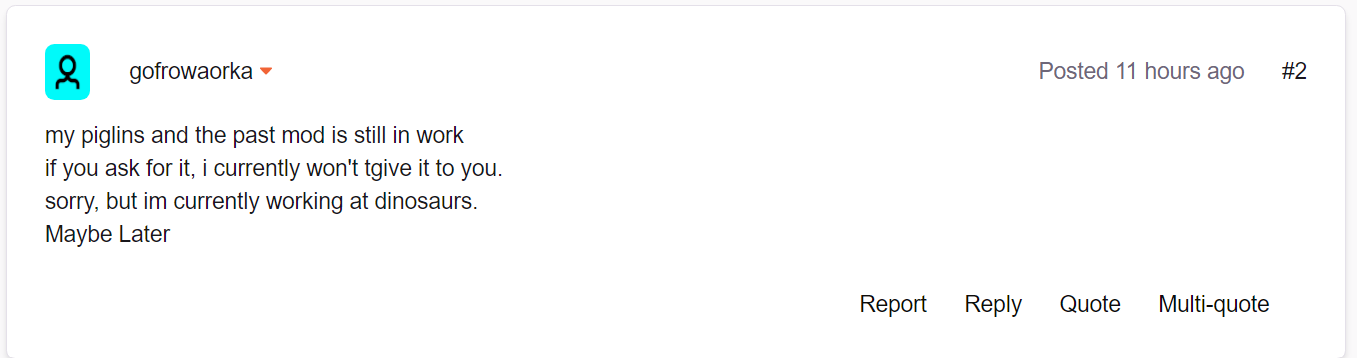 gofrowaorka
Posted 11 hours ago
#2
my piglins and the past mod is still in work
if you ask for it, i currently won't tgive it to you.
sorry, but im currently working at dinosaurs.
Maybe Later
Report
Reply
Quote
Multi-quote